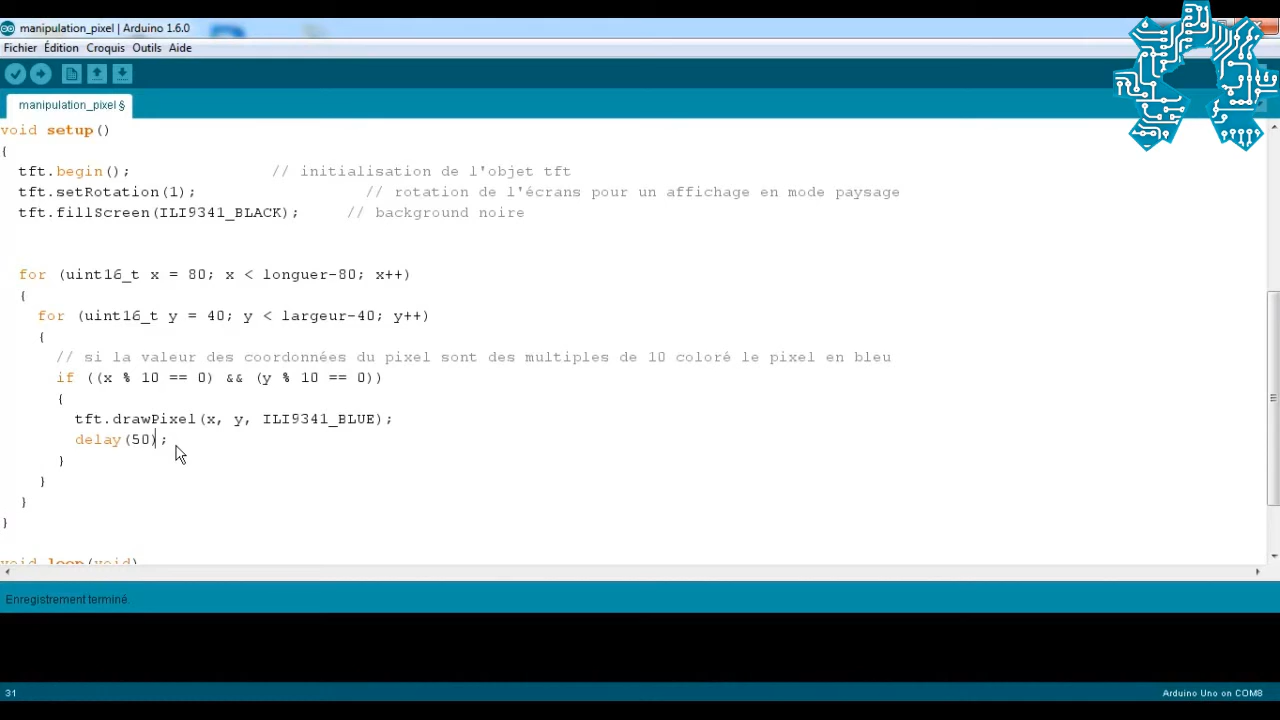 manipulation_pixel | Arduino 1.6.0
Fichier Édition Croquis Outils Aide
manipulation_pixel §
void setup()
{
tft.begin(); // initialisation de l'objet tft
tft.setRotation(1); // rotation de l'écrans pour un affichage en mode paysage
tft.fillScreen(ILI9341_BLACK); // background noire
for (uint16_t x = 80; x < longuer-80; x++)
{
for (uint16_t y = 40; y < largeur-40; y++)
{
// si la valeur des coordonnées du pixel sont des multiples de 10 coloré le pixel en bleu
if ((x % 10 == 0) && (y % 10 == 0))
{
tft.drawPixel(x, y, ILI9341_BLUE);
delay(50);
}
}
}
}
void loop(void)
Enregistrement terminé.
31
Arduino Uno on COM8